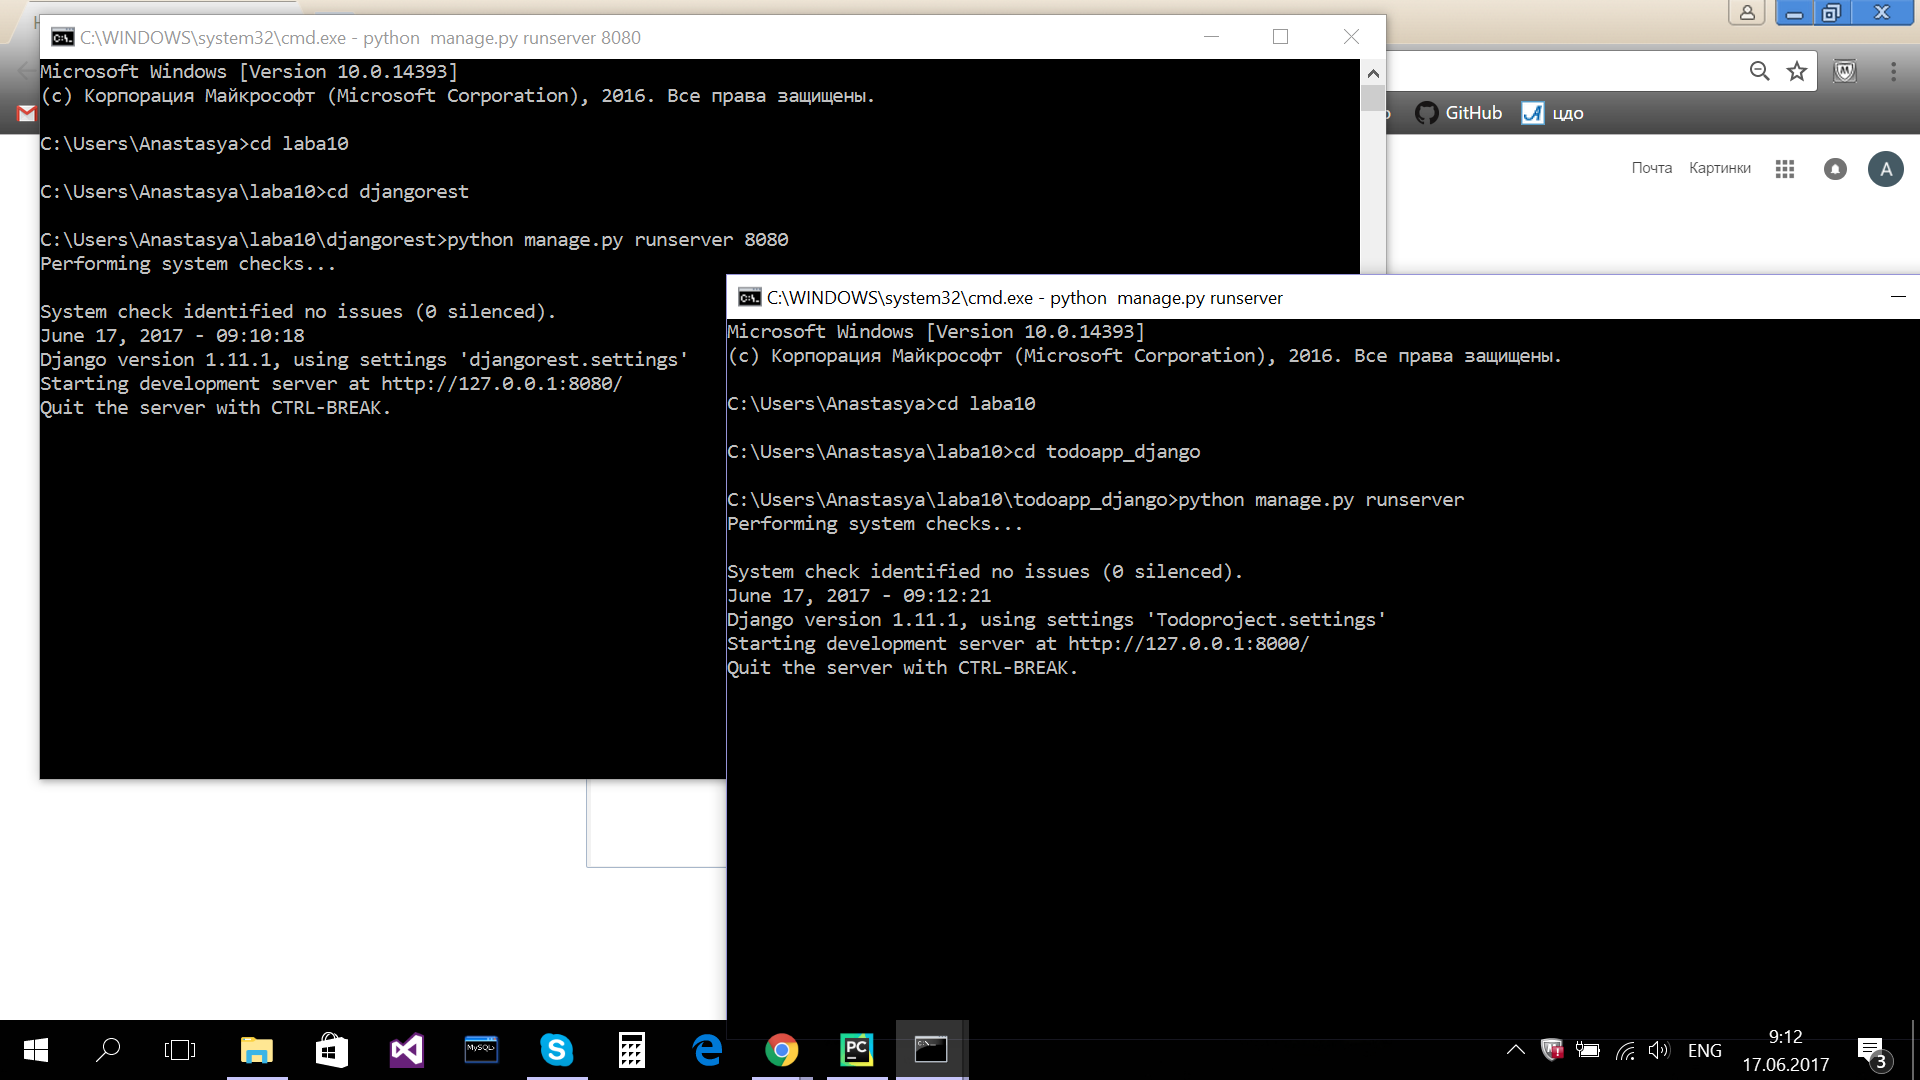 C:\WINDOWS\system32\cmd.exe - python  manage.py runserver 8080
Microsoft Windows [Version 10.0.14393]
(c) Корпорация Майкрософт (Microsoft Corporation), 2016. Все права защищены.
C:\Users\Anastasya>cd laba10
C:\Users\Anastasya\laba10>cd djangorest
C:\Users\Anastasya\laba10\djangorest>python manage.py runserver 8080
Performing system checks...
System check identified no issues (0 silenced).
June 17, 2017 - 09:10:18
Django version 1.11.1, using settings 'djangorest.settings'
Starting development server at http://127.0.0.1:8080/
Quit the server with CTRL-BREAK.
GitHub
цдо
Почта Картинки
A
C:\WINDOWS\system32\cmd.exe - python  manage.py runserver
Microsoft Windows [Version 10.0.14393]
(c) Корпорация Майкрософт (Microsoft Corporation), 2016. Все права защищены.
C:\Users\Anastasya>cd laba10
C:\Users\Anastasya\laba10>cd todoapp_django
C:\Users\Anastasya\laba10\todoapp_django>python manage.py runserver
Performing system checks...
System check identified no issues (0 silenced).
June 17, 2017 - 09:12:21
Django version 1.11.1, using settings 'Todoproject.settings'
Starting development server at http://127.0.0.1:8000/
Quit the server with CTRL-BREAK.
MySQL
PC
ENG
9:12
17.06.2017
3